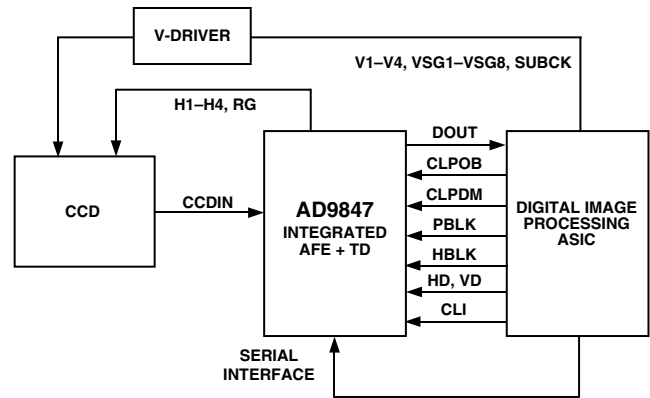 V-DRIVER
V1–V4, VSG1–VSG8, SUBCK
H1–H4, RG
CCD
CCDIN
AD9847
INTEGRATED
AFE + TD
DOUT
CLPOB
CLPDM
PBLK
HBLK
HD, VD
CLI
DIGITAL IMAGE
PROCESSING
ASIC
SERIAL
INTERFACE